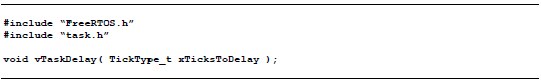 #include “FreeRTOS.h”
#include “task.h”
void vTaskDelay( TickType_t xTicksToDelay );